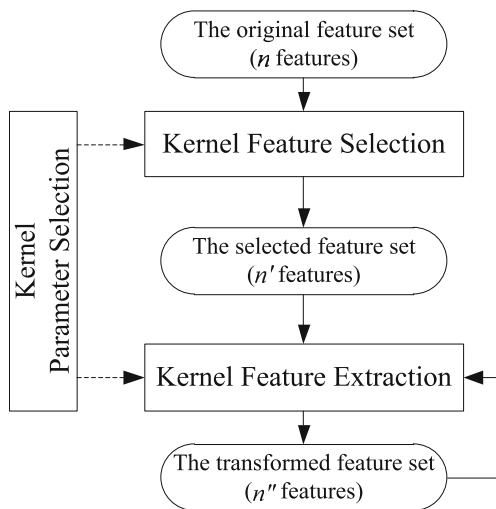 The original feature set
(n features)
Kernel Feature Selection
Kernel
Parameter Selection
The selected feature set
(n′ features)
Kernel Feature Extraction
The transformed feature set
(n″ features)